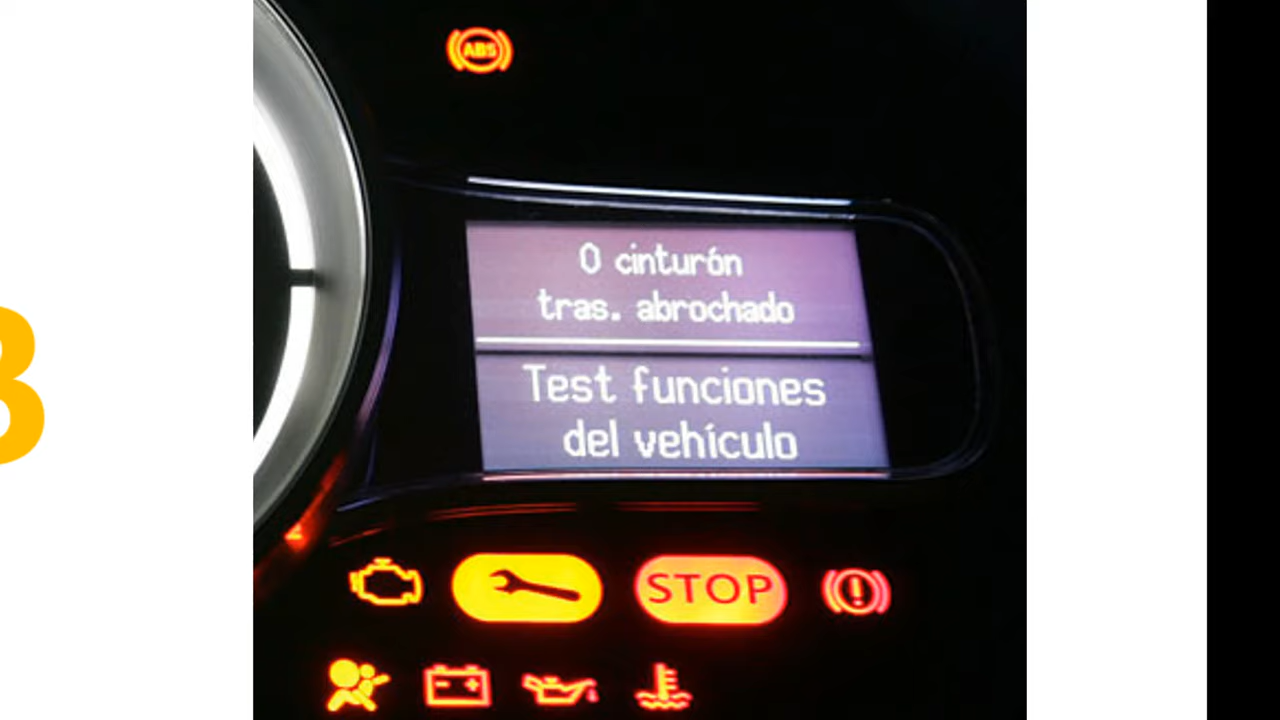 ABS
0 cinturón
tras. abrochado
Test funciones
del vehículo
STOP